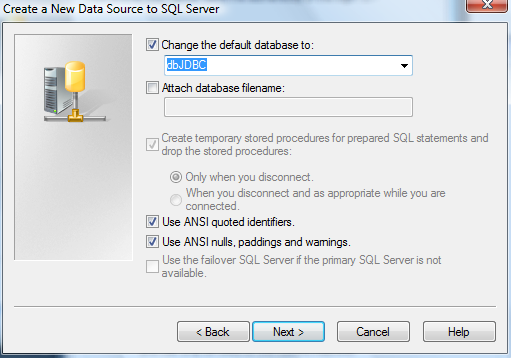 Create a New Data Source to SQL Server
Change the default database to:
dbJDBC
Attach database filename:
Create temporary stored procedures for prepared SQL statements and
drop the stored procedures:
Only when you disconnect.
When you disconnect and as appropriate while you are
connected.
Use ANSI quoted identifiers.
Use ANSI nulls, paddings and warnings.
Use the failover SQL Server if the primary SQL Server is not
available.
< Back Next > Cancel Help